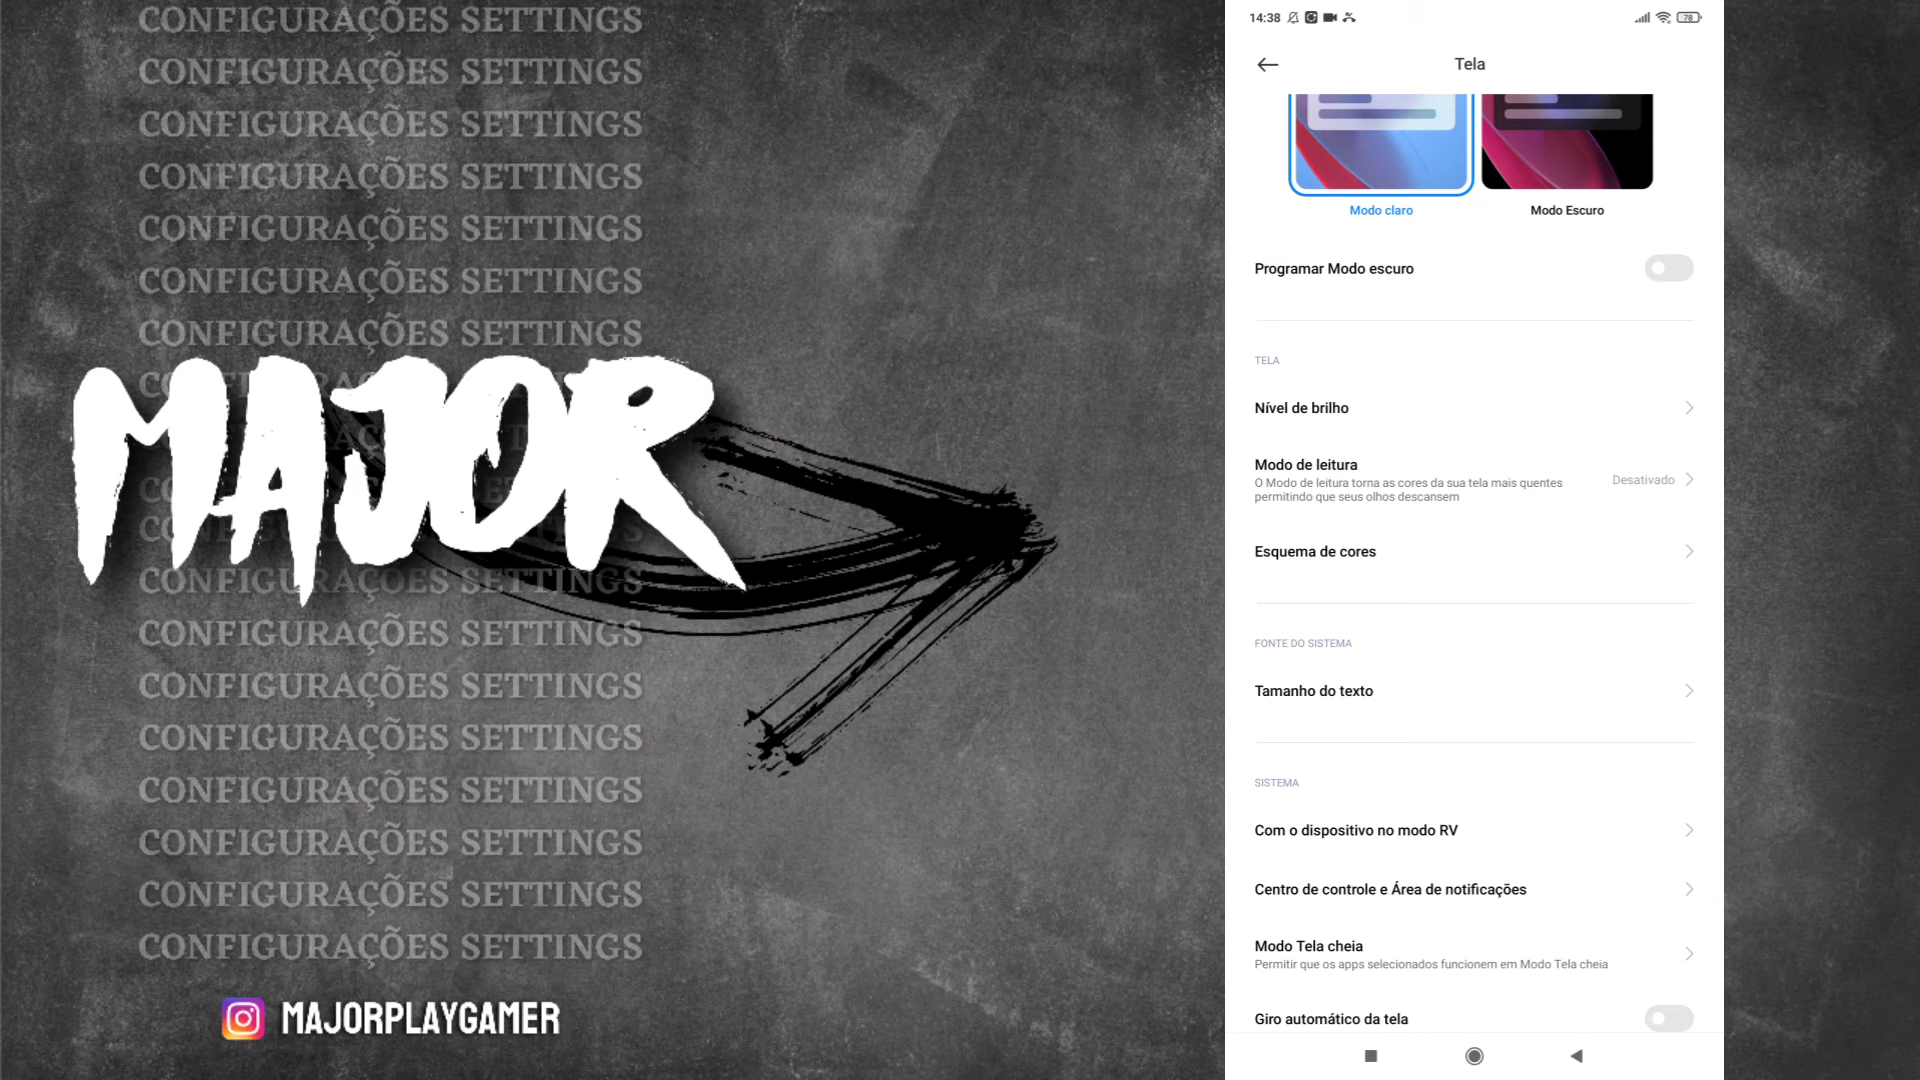 CONFIGURAÇÕES SETTINGS
CONFIGURAÇÕES SETTINGS
CONFIGURAÇÕES SETTINGS
CONFIGURAÇÕES SETTINGS
CONFIGURAÇÕES SETTINGS
CONFIGURAÇÕES SETTINGS
CONFIGURAÇÕES SETTINGS
MAJOR
CONFIGURAÇÕES SETTINGS
CONFIGURAÇÕES SETTINGS
CONFIGURAÇÕES SETTINGS
CONFIGURAÇÕES SETTINGS
CONFIGURAÇÕES SETTINGS
CONFIGURAÇÕES SETTINGS
CONFIGURAÇÕES SETTINGS
CONFIGURAÇÕES SETTINGS
MAJORPLAYGAMER
14:38
78
Tela
Modo claro
Modo Escuro
Programar Modo escuro
TELA
Nível de brilho
Modo de leitura
O Modo de leitura torna as cores da sua tela mais quentes
permitindo que seus olhos descansem
Desativado
Esquema de cores
FONTE DO SISTEMA
Tamanho do texto
SISTEMA
Com o dispositivo no modo RV
Centro de controle e Área de notificações
Modo Tela cheia
Permitir que os apps selecionados funcionem em Modo Tela cheia
Giro automático da tela